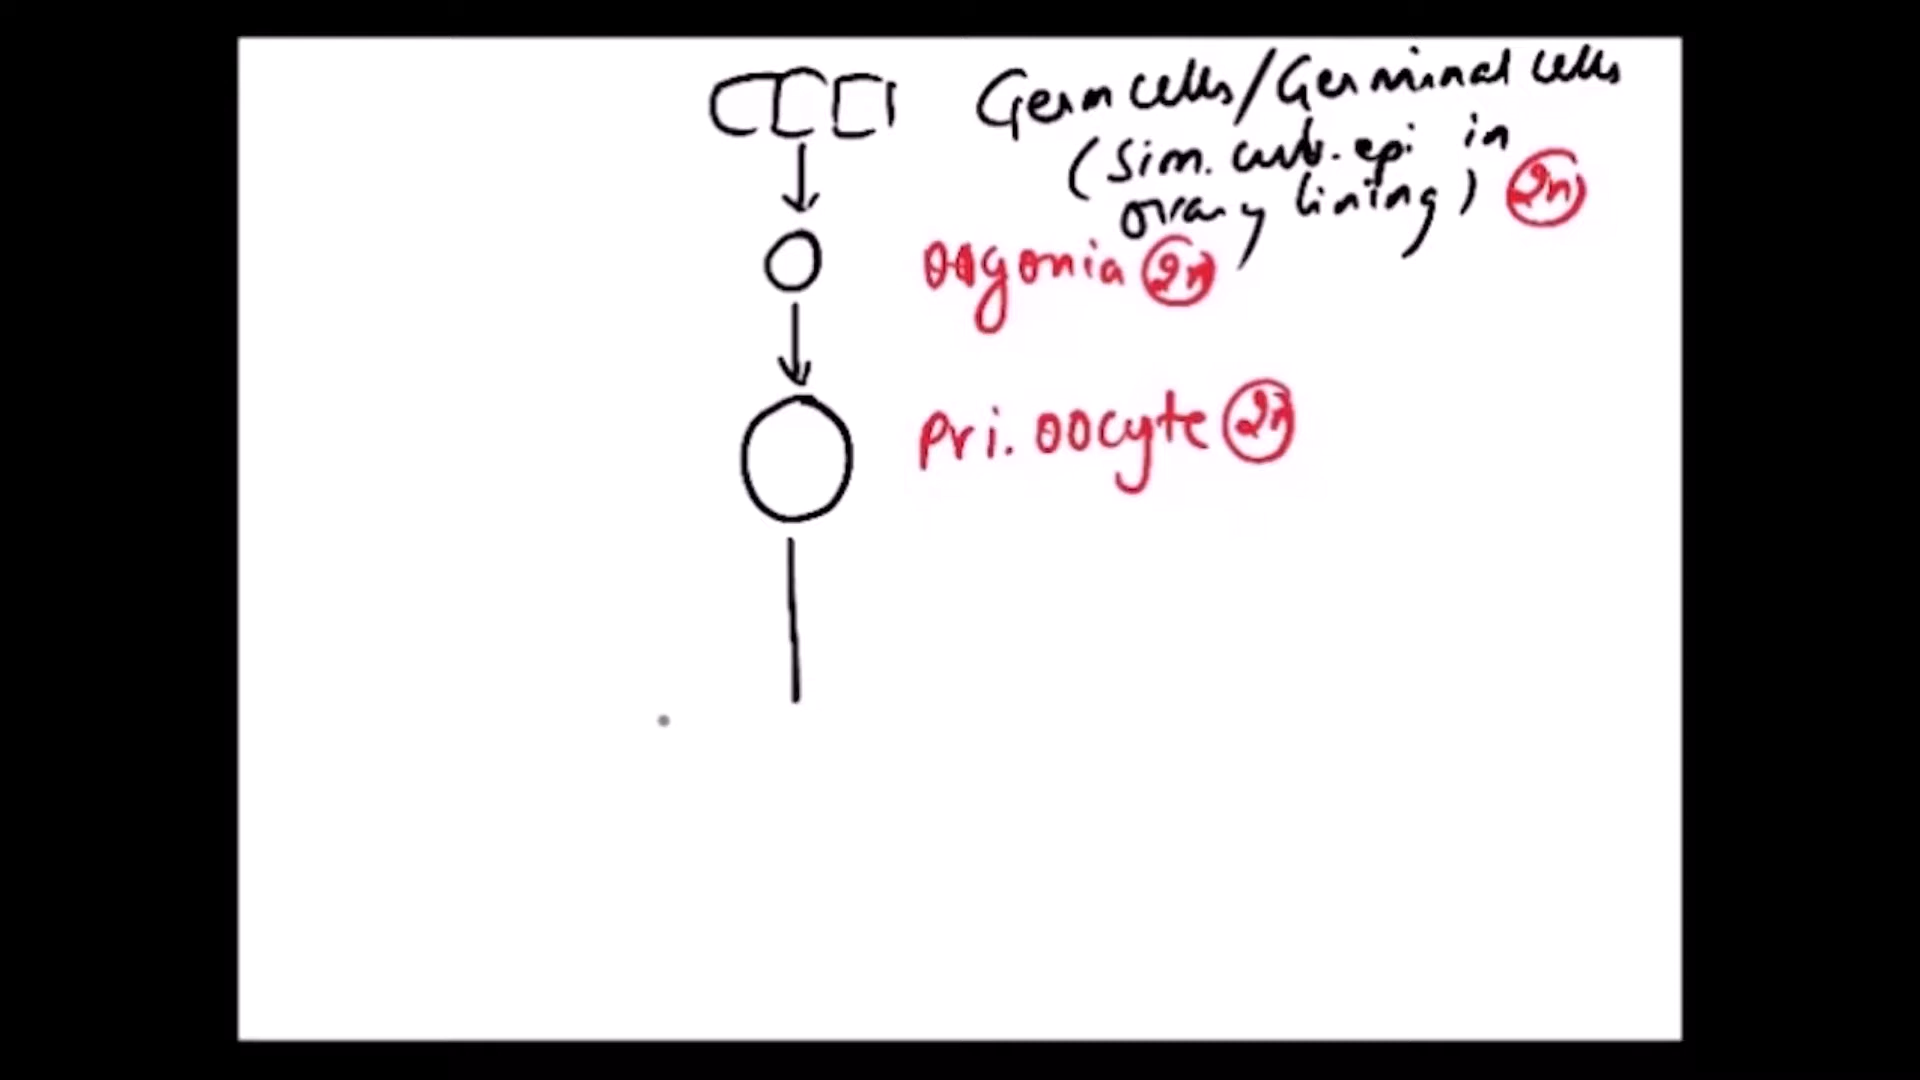 Germ cells/Germinal cells
(Sim. cub. epi in
ovary lining) 2n
oogonia 2n
Pri. oocyte 2n